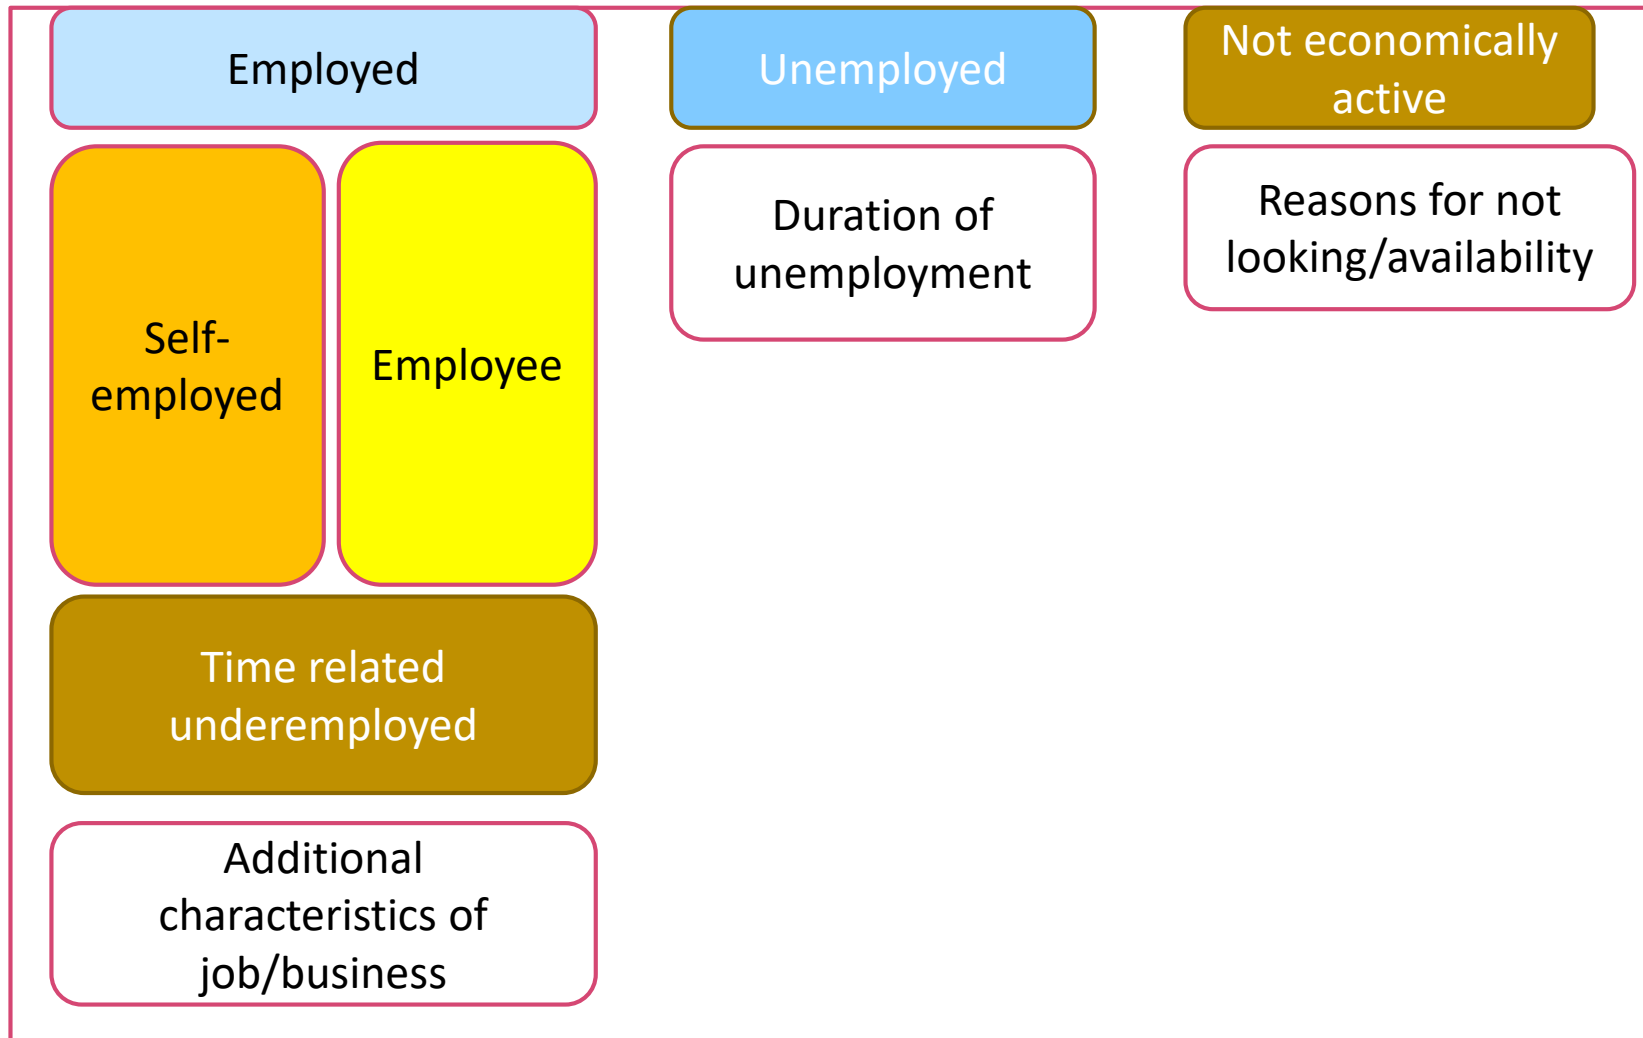 Employed
Unemployed
Not economically
active
Self-
employed
Employee
Duration of
unemployment
Reasons for not
looking/availability
Time related
underemployed
Additional
characteristics of
job/business